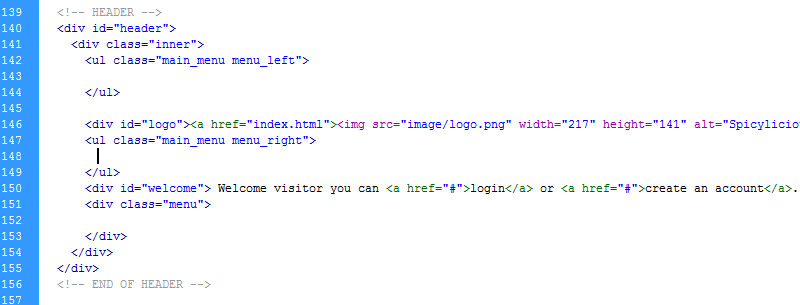 139 <!-- HEADER -->
140 <div id="header">
141 <div class="inner">
142 <ul class="main_menu menu_left">
143
144 </ul>
145
146 <div id="logo"><a href="index.html"><img src="image/logo.png" width="217" height="141" alt="Spicylicio
147 <ul class="main_menu menu_right">
148
149 </ul>
150 <div id="welcome"> Welcome visitor you can <a href="#">login</a> or <a href="#">create an account</a>.
151 <div class="menu">
152
153 </div>
154 </div>
155 </div>
156 <!-- END OF HEADER -->
157